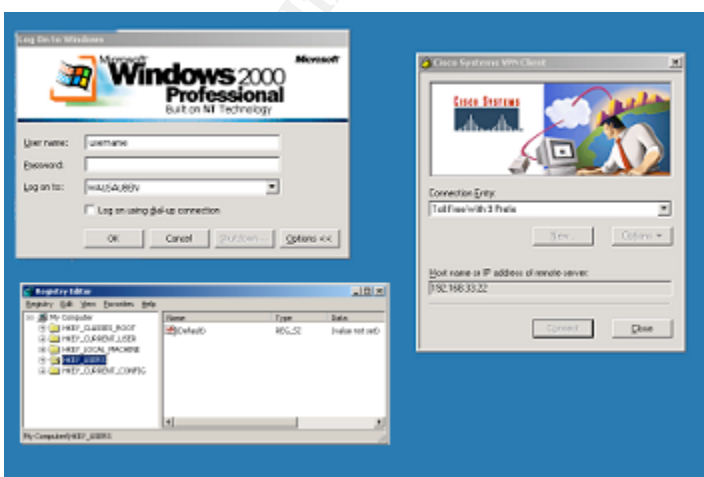 Log On to Windows
Microsoft
Windows 2000
Professional
Built on NT Technology
User name: username
Password:
Log on to:
Log on using dial-up connection
OK Cancel Shutdown... Options <<
Cisco Systems VPN Client
Cisco Systems
Connection Entry:
Toll Free with 3 Prefix
New... Options
Host name or IP address of remote server:
192.168.33.22
Connect Close
Registry Editor
Registry Edit View Favorites Help
My Computer
HKEY_CLASSES_ROOT
HKEY_CURRENT_USER
HKEY_LOCAL_MACHINE
HKEY_USERS
HKEY_CURRENT_CONFIG
Name Type Data
(Default) REG_SZ (value not set)
My Computer\HKEY_USERS